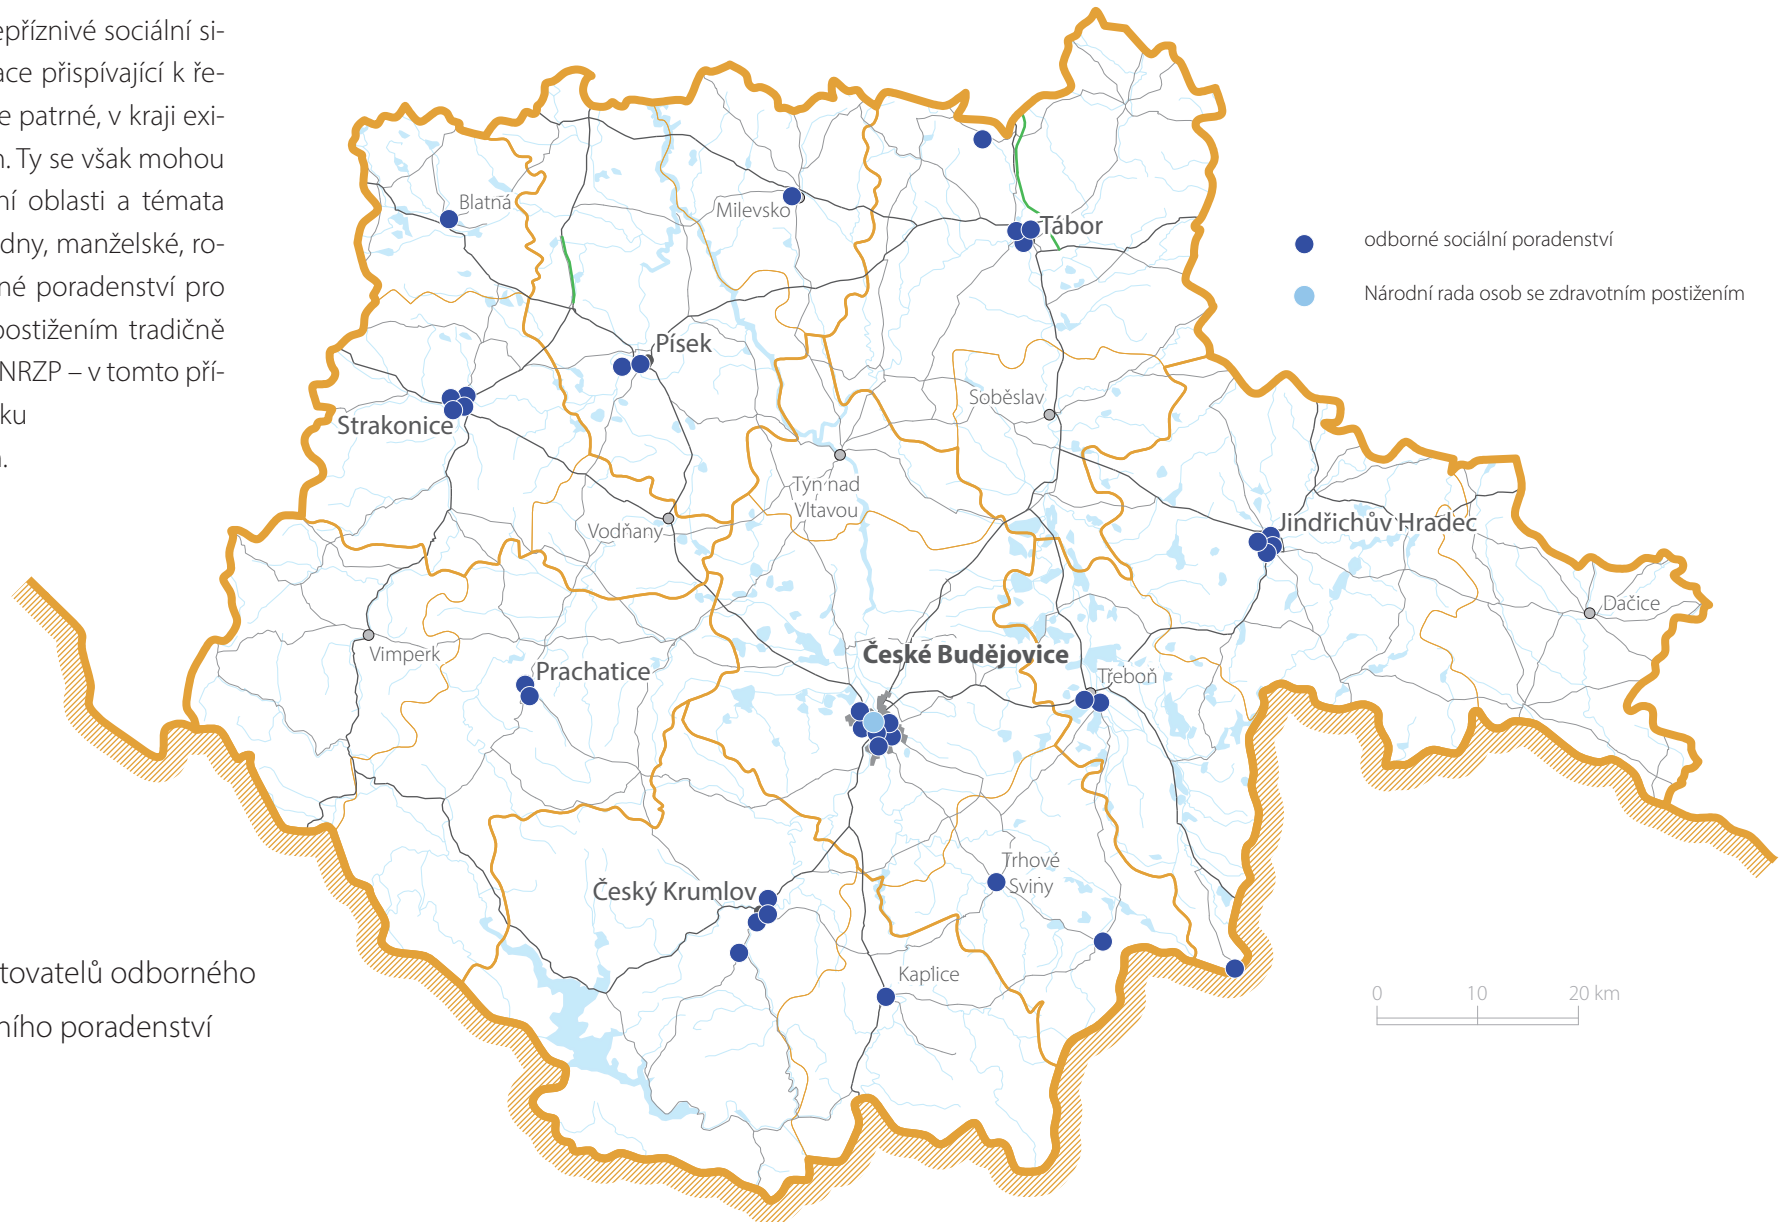 epříznivé sociální si-
ace přispívající k ře-
e patrné, v kraji exi-
. Ty se však mohou
ní oblasti a témata
dny, manželské, ro-
né poradenství pro
postižením tradičně
NRZP – v tomto pří-
ku
.
tovatelů odborného
ního poradenství
Blatná
Milevsko
Tábor
odborné sociální poradenství
Národní rada osob se zdravotním postižením
Písek
Strakonice
Soběslav
Týn nad
Vltavou
Vodňany
Jindřichův Hradec
Dačice
Vimperk
Prachatice
České Budějovice
Třeboň
Český Krumlov
Trhové
Sviny
Kaplice
0 10 20 km